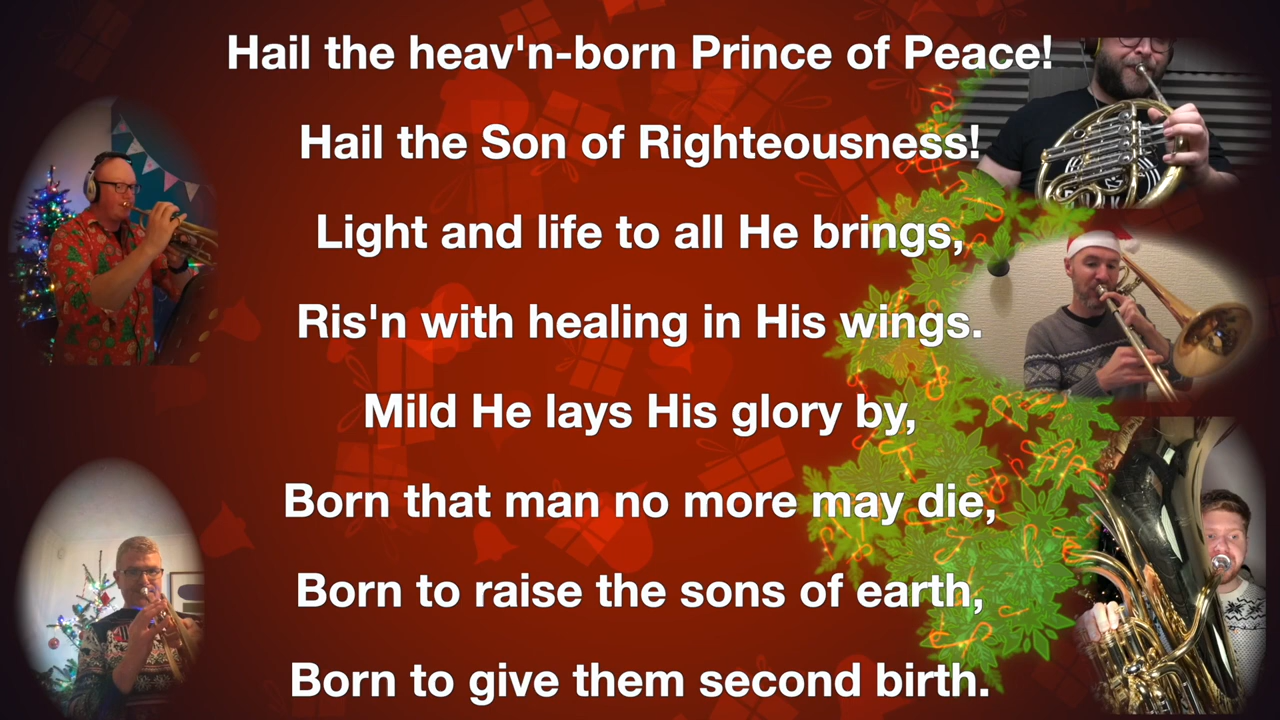 Hail the heav'n-born Prince of Peace!
Hail the Son of Righteousness!
Light and life to all He brings,
Ris'n with healing in His wings.
Mild He lays His glory by,
Born that man no more may die,
Born to raise the sons of earth,
Born to give them second birth.